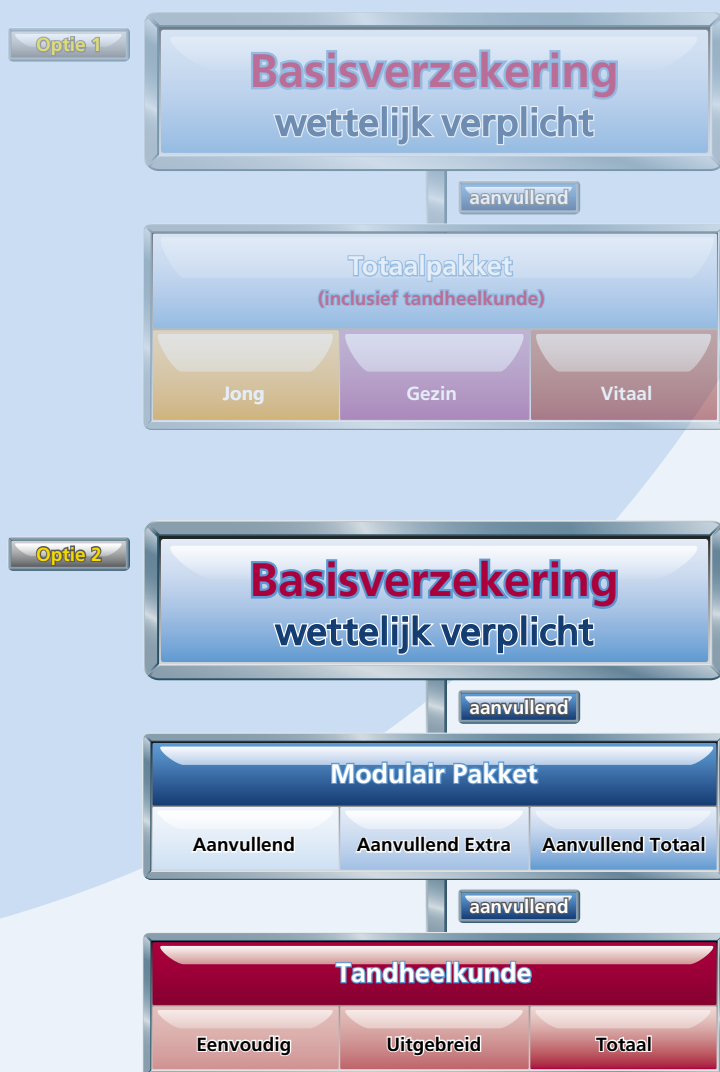 Optie 1
Basisverzekering
wettelijk verplicht
aanvullend
Totaalpakket
(inclusief tandheelkunde)
Jong Gezin Vitaal
Optie 2
Basisverzekering
wettelijk verplicht
aanvullend
Modulair Pakket
Aanvullend Aanvullend Extra Aanvullend Totaal
aanvullend
Tandheelkunde
Eenvoudig Uitgebreid Totaal